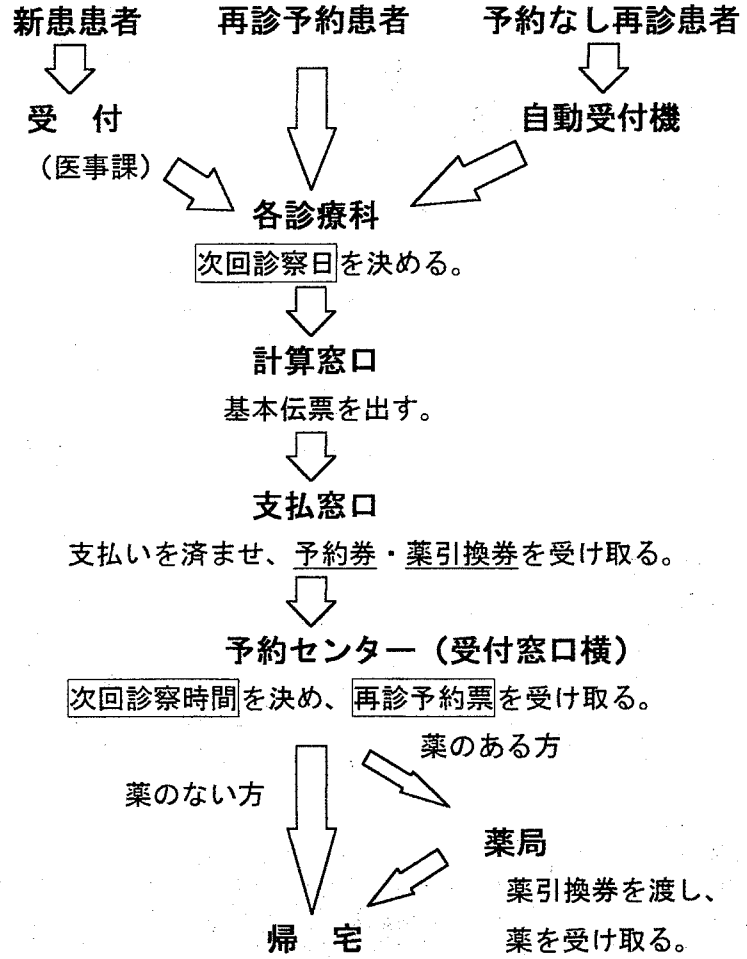 新患患者　再診予約患者　予約なし再診患者
受　付　自動受付機
（医事課）
各診療科
次回診察日を決める。
計算窓口
基本伝票を出す。
支払窓口
支払いを済ませ、予約券・薬引換券を受け取る。
予約センター（受付窓口横）
次回診察時間を決め、再診予約票を受け取る。
薬のある方
薬のない方
薬局
薬引換券を渡し、
薬を受け取る。
帰　宅